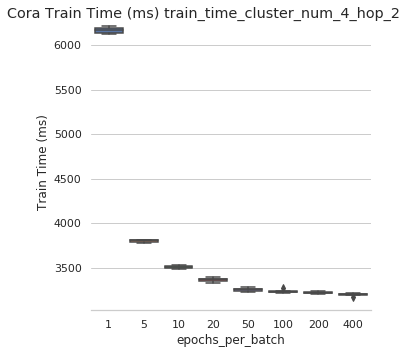 Cora Train Time (ms) train_time_cluster_num_4_hop_2
6000
5500
5000
4500
4000
3500
Train Time (ms)
1 5 10 20 50 100 200 400
epochs_per_batch